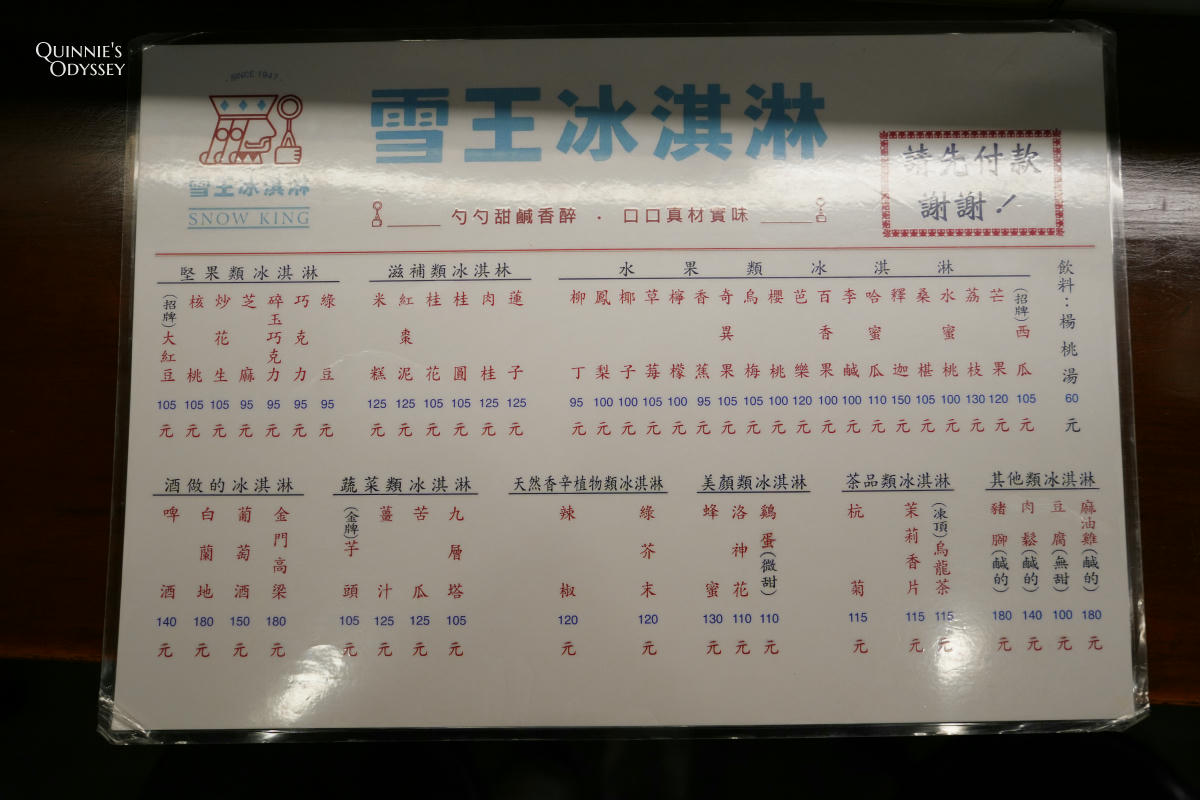 QUINNIE'S
ODYSSEY
SINCE 1947
雪王冰淇淋
SNOW KING
雪王冰淇淋
勺勺甜鹹香醉 · 口口真材實味
請先付款
謝謝！
堅果類冰淇淋
(招牌)大紅豆 105元
核桃 105元
炒花生 105元
芝麻 95元
碎玉巧克力 95元
巧克力 95元
綠豆 95元
滋補類冰淇林
米糕 125元
紅棗泥 125元
桂花 105元
桂圓 105元
肉桂 125元
蓮子 125元
水果類冰淇淋
柳丁 95元
鳳梨 100元
椰子 100元
草莓 105元
檸檬 100元
香蕉 95元
奇異果 105元
烏梅 105元
櫻桃 100元
芭樂 120元
百香果 100元
李鹹 100元
哈蜜瓜 110元
釋迦 150元
桑椹 105元
水蜜桃 100元
荔枝 130元
芒果 120元
(招牌)西瓜 105元
飲料：楊桃湯 60元
酒做的冰淇淋
啤酒 140元
白蘭地 180元
葡萄酒 150元
金門高梁 180元
蔬菜類冰淇淋
(金牌)芋頭 105元
薑汁 125元
苦瓜 125元
九層塔 105元
天然香辛植物類冰淇淋
辣椒 120元
綠芥末 120元
美顏類冰淇淋
蜂蜜 130元
洛神花 110元
鷄蛋(微甜) 110元
茶品類冰淇淋
杭菊 115元
茉莉香片 115元
(凍頂)烏龍茶 115元
其他類冰淇淋
豬腳(鹹的) 180元
肉鬆(鹹的) 140元
豆腐(無甜) 100元
麻油雞(鹹的) 180元